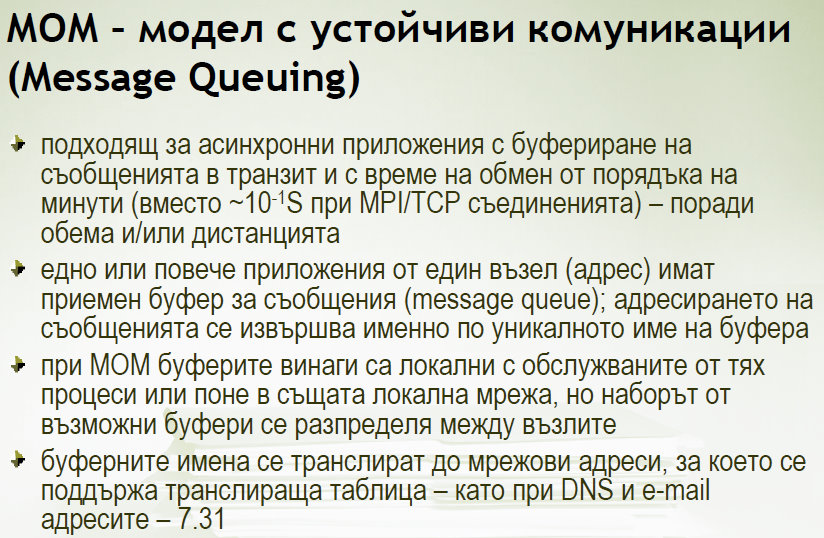 МОМ – модел с устойчиви комуникации
(Message Queuing)
подходящ за асинхронни приложения с буфериране на
съобщенията в транзит и с време на обмен от порядъка на
минути (вместо ~10⁻¹S при MPI/TCP съединенията) – поради
обема и/или дистанцията
едно или повече приложения от един възел (адрес) имат
приемен буфер за съобщения (message queue); адресирането на
съобщенията се извършва именно по уникалното име на буфера
при МОМ буферите винаги са локални с обслужваните от тях
процеси или поне в същата локална мрежа, но наборът от
възможни буфери се разпределя между възлите
буферните имена се транслират до мрежови адреси, за което се
поддържа транслираща таблица – като при DNS и e-mail
адресите – 7.31